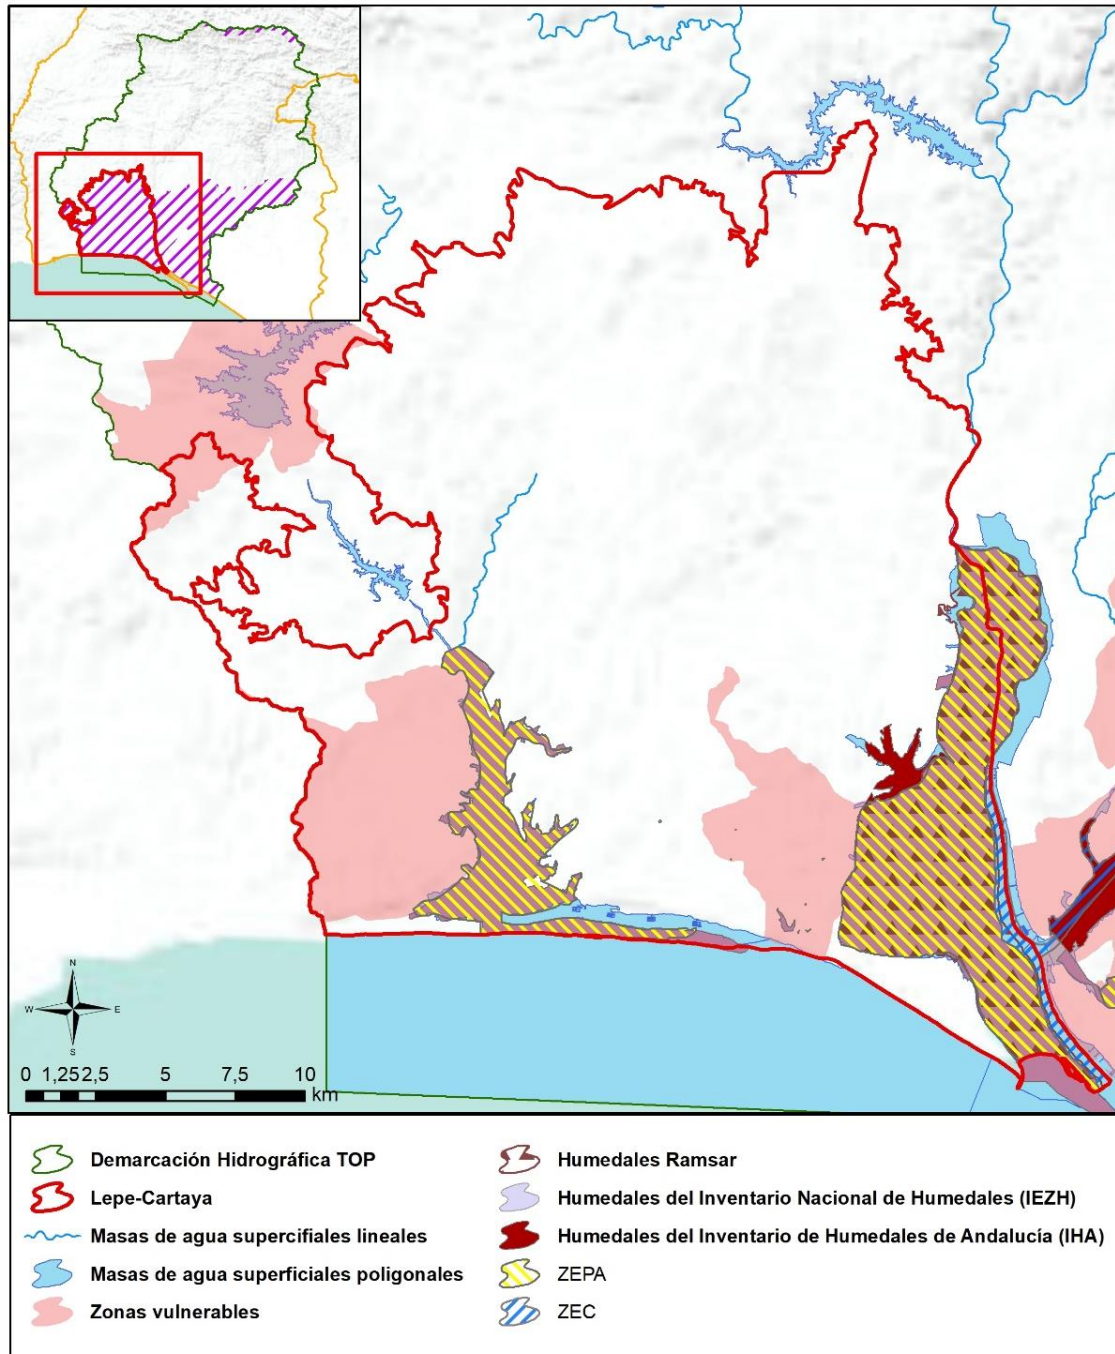 N
W E
S
0 1,25 2,5 5 7,5 10
km
Demarcación Hidrográfica TOP
Lepe-Cartaya
Masas de agua supercifiales lineales
Masas de agua superficiales poligonales
Zonas vulnerables
Humedales Ramsar
Humedales del Inventario Nacional de Humedales (IEZH)
Humedales del Inventario de Humedales de Andalucía (IHA)
ZEPA
ZEC